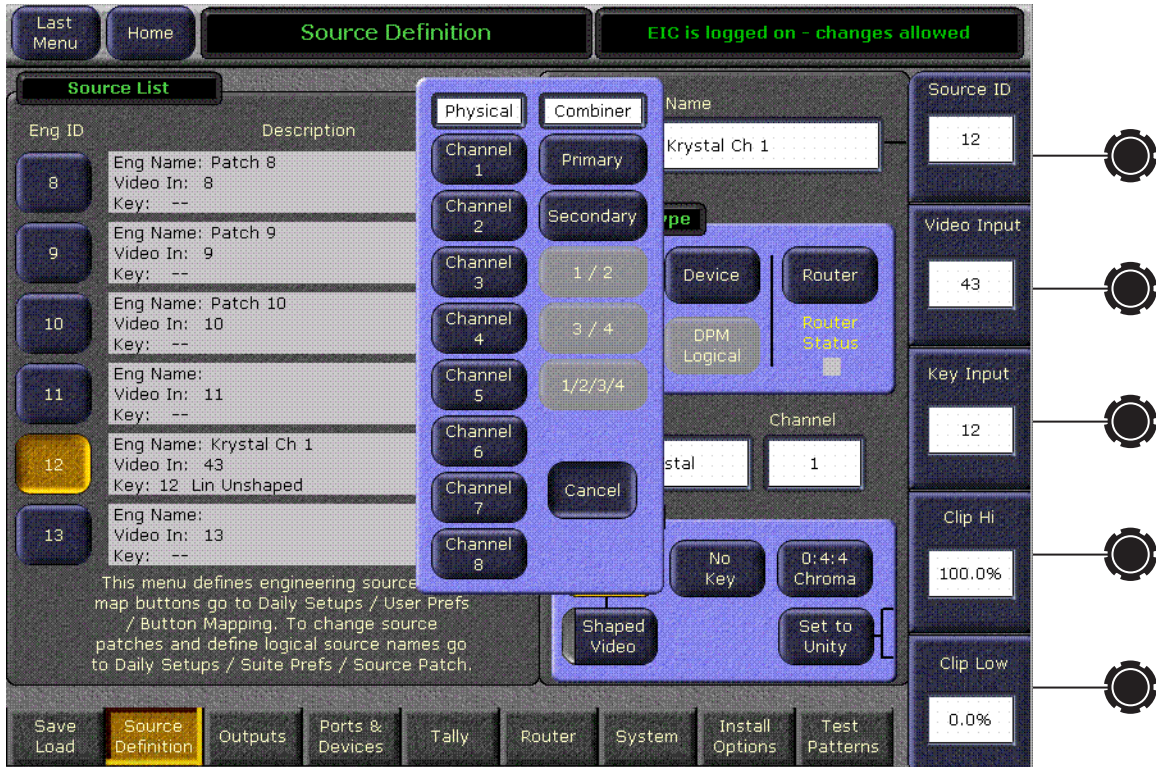 Last
Menu
Home
Source Definition
EIC is logged on - changes allowed
Source List
Eng ID
Description
8
Eng Name: Patch 8
Video In: 8
Key: --
9
Eng Name: Patch 9
Video In: 9
Key: --
10
Eng Name: Patch 10
Video In: 10
Key: --
11
Eng Name:
Video In: 11
Key: --
12
Eng Name: Krystal Ch 1
Video In: 43
Key: 12 Lin Unshaped
13
Eng Name:
Video In: 13
Key: --
This menu defines engineering source
map buttons go to Daily Setups / User Prefs
/ Button Mapping. To change source
patches and define logical source names go
to Daily Setups / Suite Prefs / Source Patch.
Physical
Channel
1
Channel
2
Channel
3
Channel
4
Channel
5
Channel
6
Channel
7
Channel
8
Combiner
Primary
Secondary
1 / 2
3 / 4
1/2/3/4
Cancel
Name
Krystal Ch 1
ype
Device
Router
DPM
Logical
Router
Status
Channel
stal
1
No
Key
0:4:4
Chroma
Shaped
Video
Set to
Unity
Source ID
12
Video Input
43
Key Input
12
Clip Hi
100.0%
Clip Low
0.0%
Save
Load
Source
Definition
Outputs
Ports &
Devices
Tally
Router
System
Install
Options
Test
Patterns